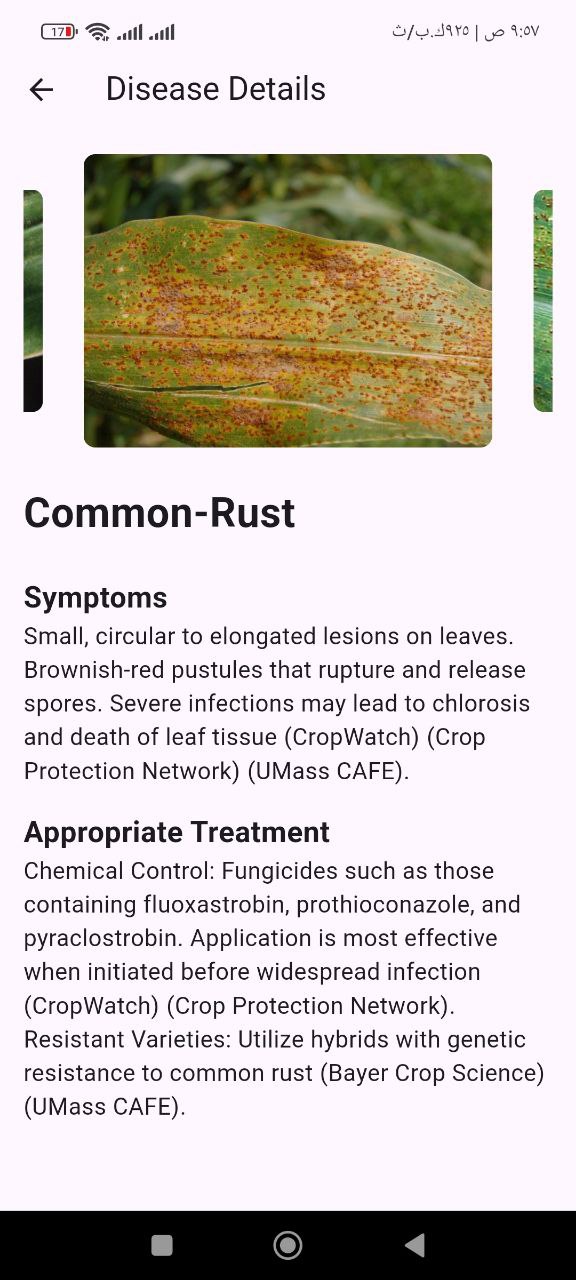 17
٩:٥٧ ص | ٩٢٥ك.ب/ث
Disease Details
Common-Rust
Symptoms
Small, circular to elongated lesions on leaves.
Brownish-red pustules that rupture and release
spores. Severe infections may lead to chlorosis
and death of leaf tissue (CropWatch) (Crop
Protection Network) (UMass CAFE).
Appropriate Treatment
Chemical Control: Fungicides such as those
containing fluoxastrobin, prothioconazole, and
pyraclostrobin. Application is most effective
when initiated before widespread infection
(CropWatch) (Crop Protection Network).
Resistant Varieties: Utilize hybrids with genetic
resistance to common rust (Bayer Crop Science)
(UMass CAFE).